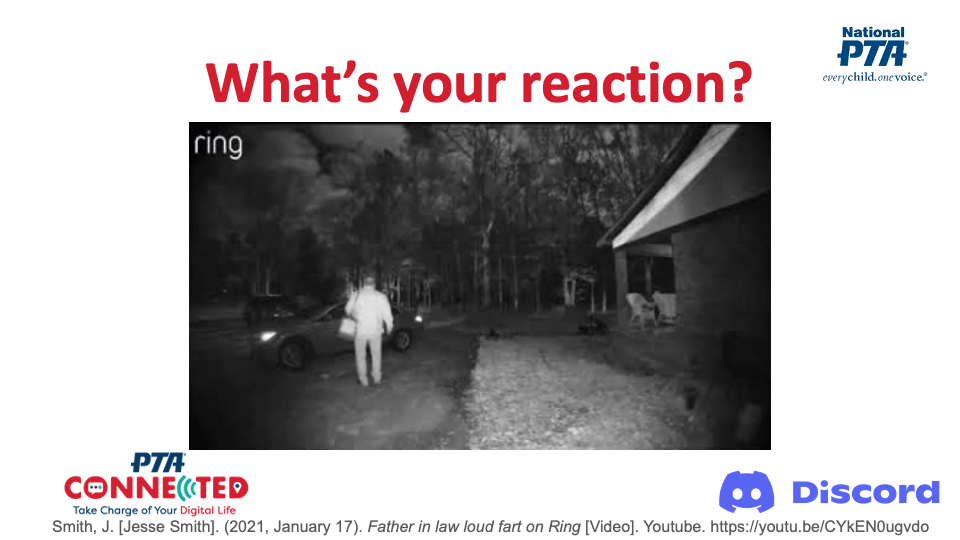 National
PTA®
everychild.onevoice.®
What's your reaction?
ring
PTA®
CONNECTED
Take Charge of Your Digital Life
Discord
Smith, J. [Jesse Smith]. (2021, January 17). Father in law loud fart on Ring [Video]. Youtube. https://youtu.be/CYkEN0ugvdo